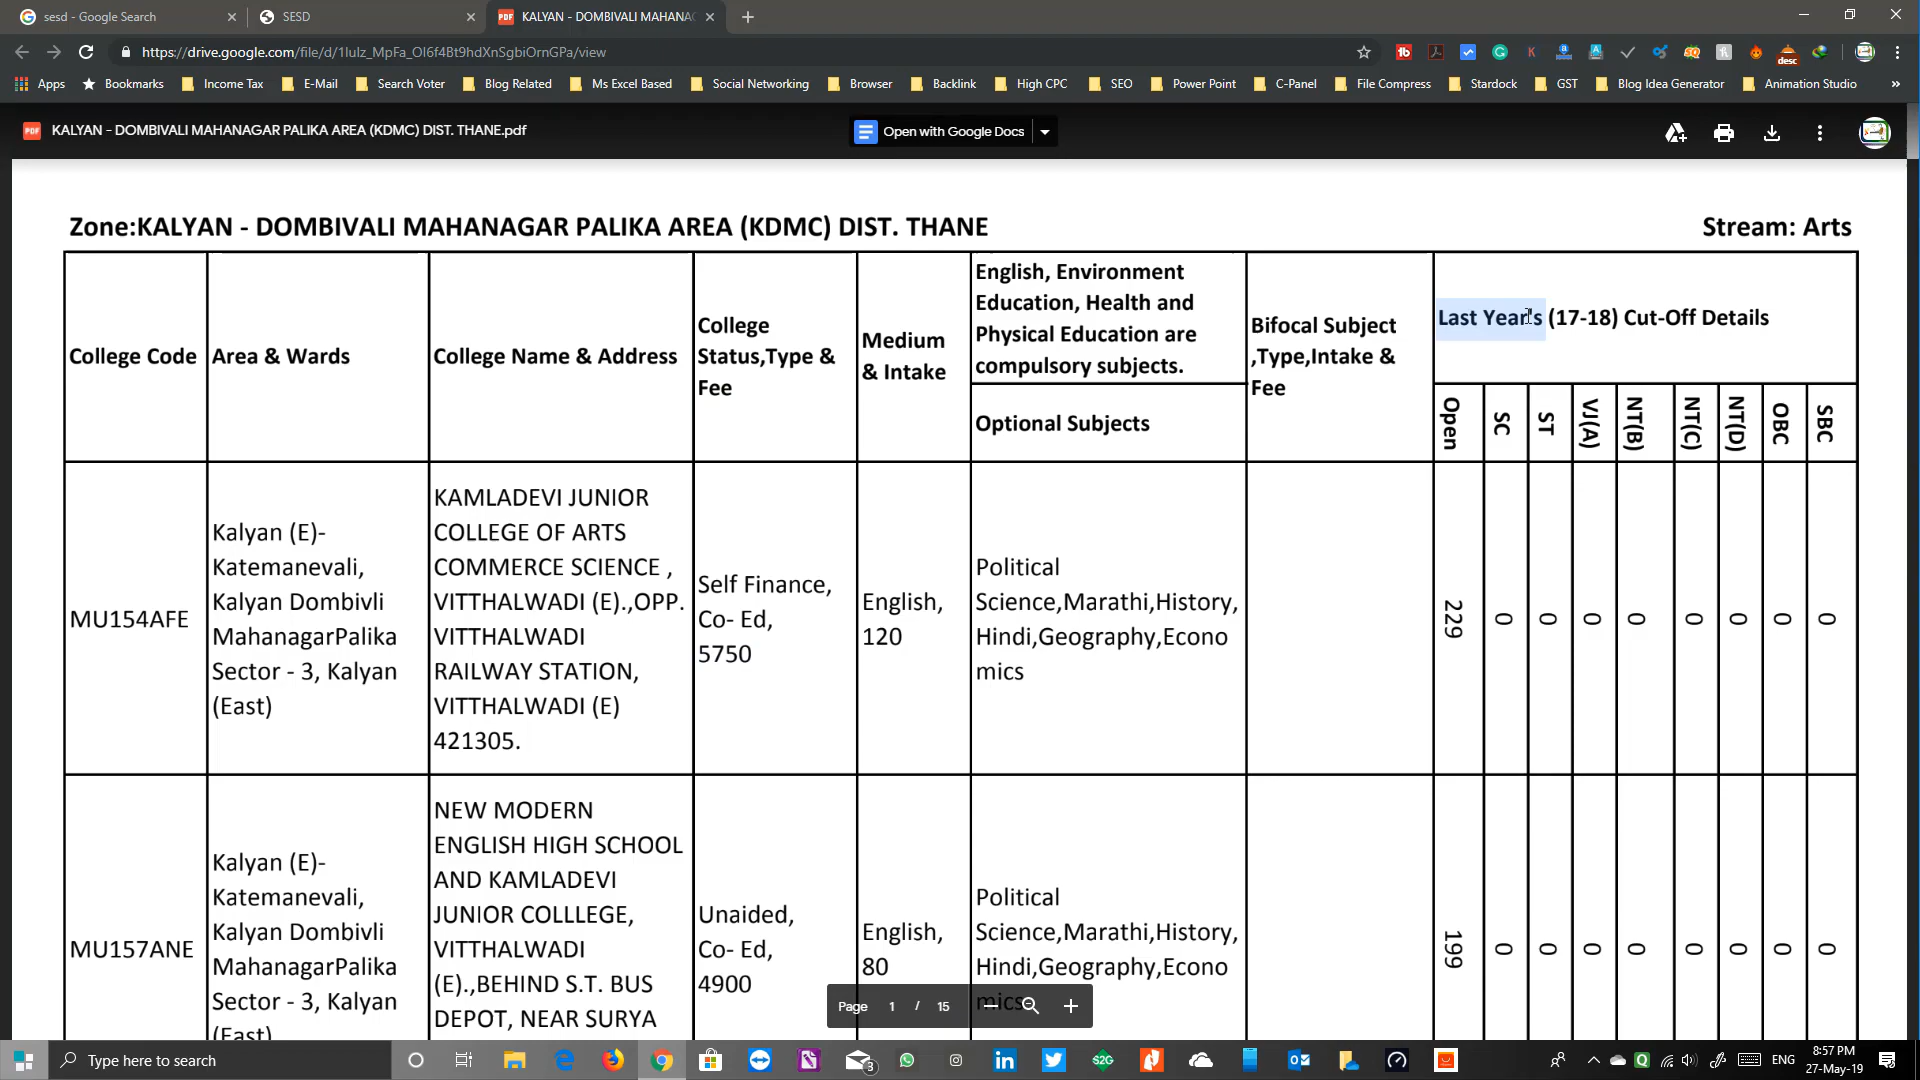 sesd - Google Search
SESD
KALYAN - DOMBIVALI MAHANA
https://drive.google.com/file/d/1lulz_MpFa_Ol6f4Bt9hdXnSgbiOrnGPa/view
desc
Apps
Bookmarks
Income Tax
E-Mail
Search Voter
Blog Related
Ms Excel Based
Social Networking
Browser
Backlink
High CPC
SEO
Power Point
C-Panel
File Compress
Stardock
GST
Blog Idea Generator
Animation Studio
PDF KALYAN - DOMBIVALI MAHANAGAR PALIKA AREA (KDMC) DIST. THANE.pdf
Open with Google Docs
Zone:KALYAN - DOMBIVALI MAHANAGAR PALIKA AREA (KDMC) DIST. THANE
Stream: Arts
College Code
Area & Wards
College Name & Address
College
Status,Type &
Fee
Medium
& Intake
English, Environment
Education, Health and
Physical Education are
compulsory subjects.
Optional Subjects
Bifocal Subject
,Type,Intake &
Fee
Last Year's (17-18) Cut-Off Details
Open
SC
ST
VJ(A)
NT(B)
NT(C)
NT(D)
OBC
SBC
MU154AFE
Kalyan (E)-
Katemanevali,
Kalyan Dombivli
MahanagarPalika
Sector - 3, Kalyan
(East)
KAMLADEVI JUNIOR
COLLEGE OF ARTS
COMMERCE SCIENCE ,
VITTHALWADI (E).,OPP.
VITTHALWADI
RAILWAY STATION,
VITTHALWADI (E)
421305.
Self Finance,
Co- Ed,
5750
English,
120
Political
Science,Marathi,History,
Hindi,Geography,Econo
mics
229
0
0
0
0
0
0
0
0
MU157ANE
Kalyan (E)-
Katemanevali,
Kalyan Dombivli
MahanagarPalika
Sector - 3, Kalyan
(East)
NEW MODERN
ENGLISH HIGH SCHOOL
AND KAMLADEVI
JUNIOR COLLLEGE,
VITTHALWADI
(E).,BEHIND S.T. BUS
DEPOT, NEAR SURYA
Unaided,
Co- Ed,
4900
English,
80
Political
Science,Marathi,History,
Hindi,Geography,Econo
mics
199
0
0
0
0
0
0
0
0
Page 1 / 15
Type here to search
3
S2G
ENG
8:57 PM
27-May-19